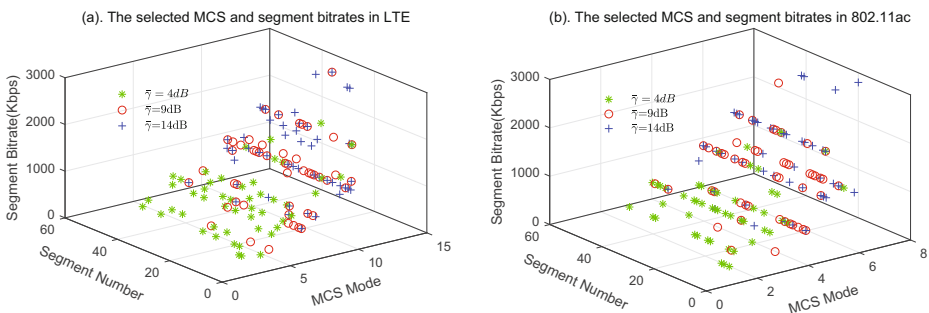 (a). The selected MCS and segment bitrates in LTE
Segment Bitrate(Kbps)
3000
2000
1000
0
60
40
20
0
Segment Number
0
5
10
15
MCS Mode
γ̄ = 4dB
γ̄=9dB
γ̄=14dB
(b). The selected MCS and segment bitrates in 802.11ac
Segment Bitrate(Kbps)
3000
2000
1000
0
60
40
20
0
Segment Number
0
2
4
6
8
MCS Mode
γ̄ = 4dB
γ̄=9dB
γ̄=14dB